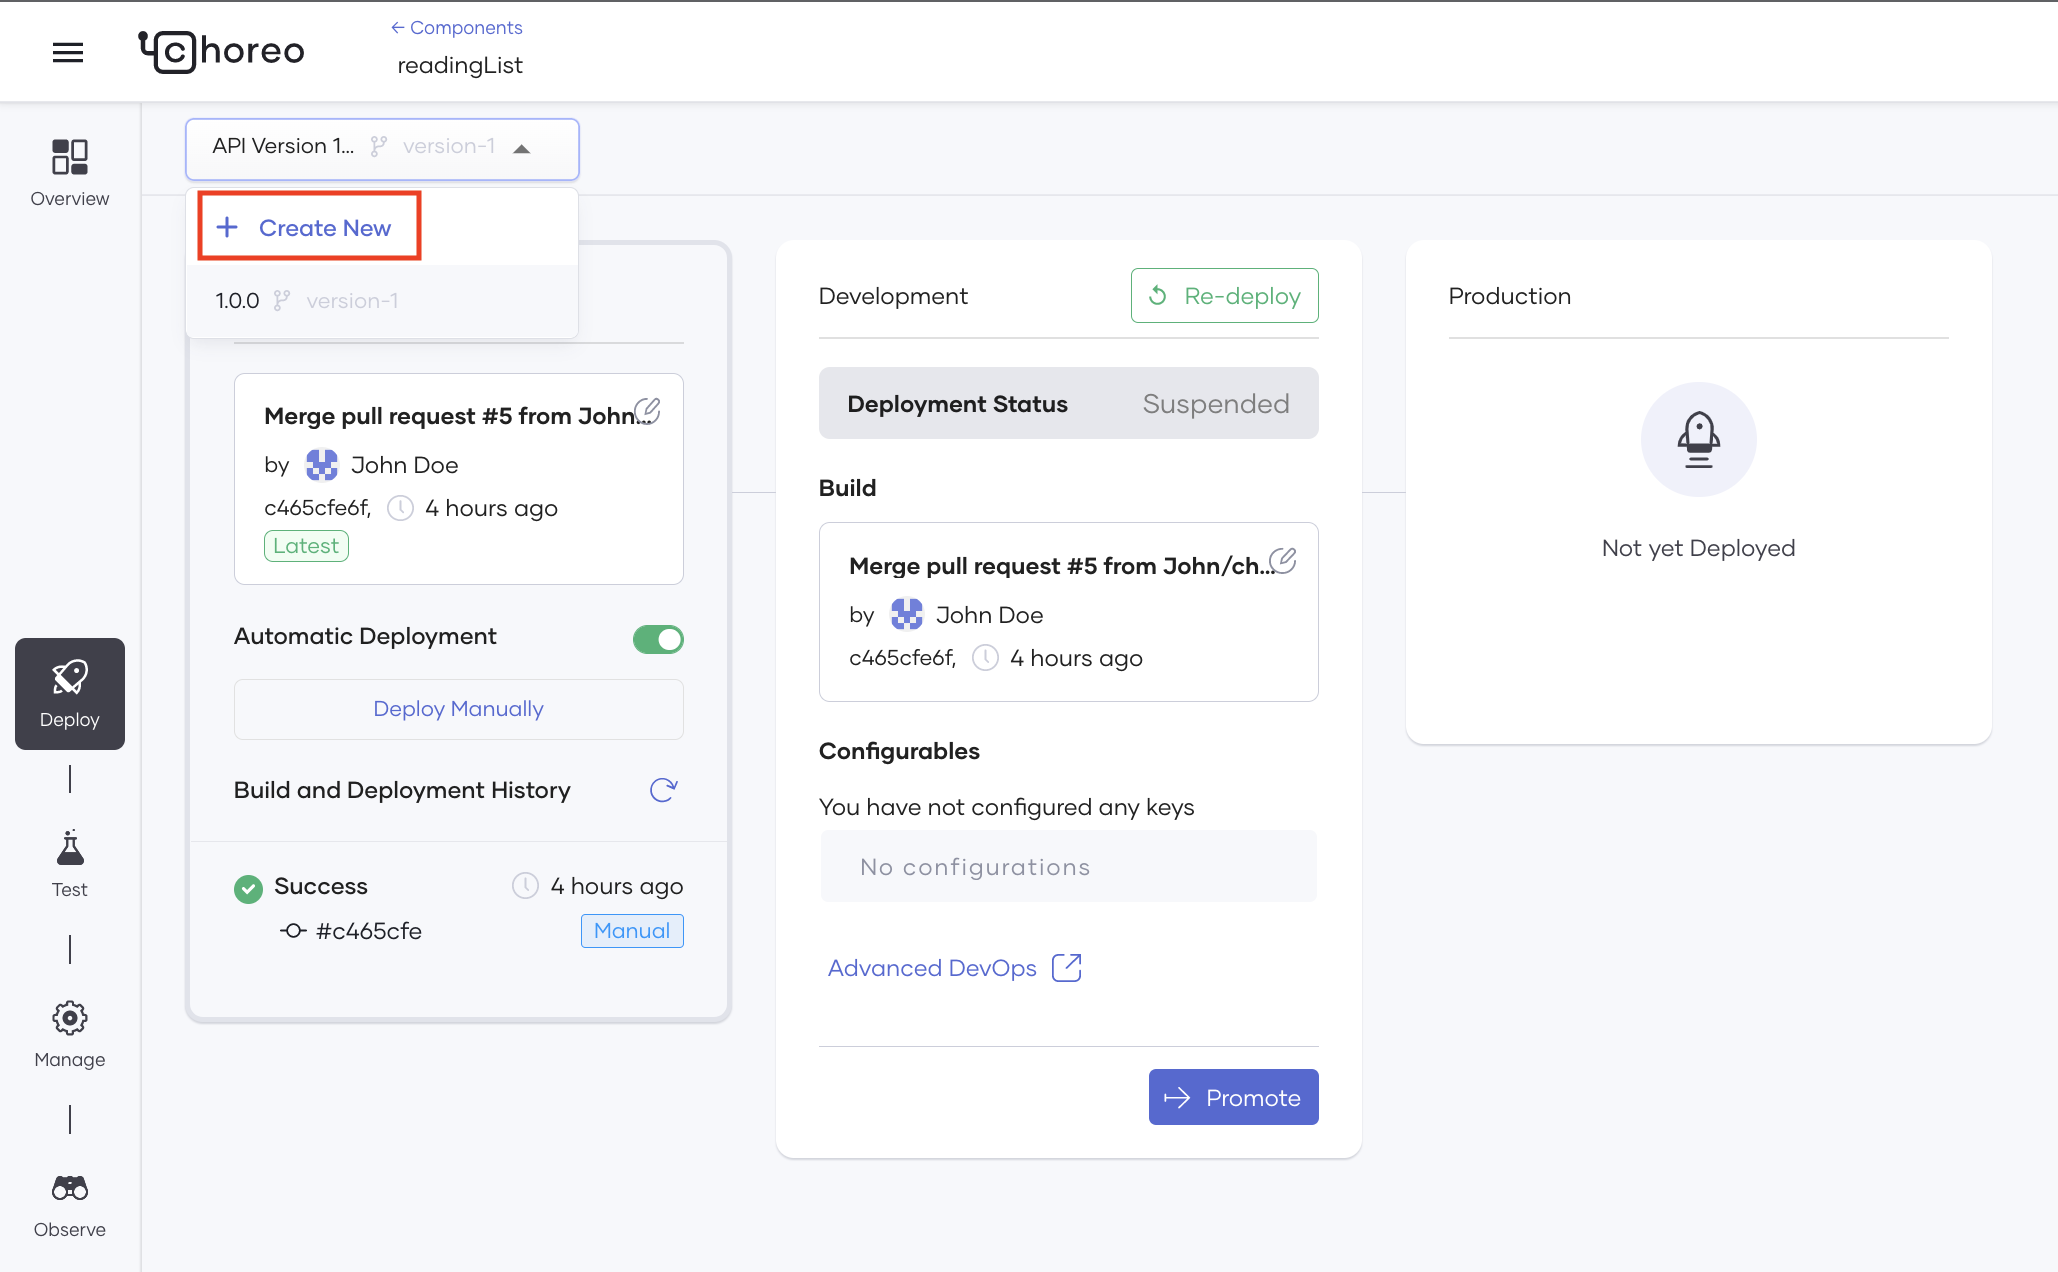 ← Components
choreo
readingList
API Version 1... version-1
Overview
+ Create New
1.0.0 version-1
Merge pull request #5 from John...
by John Doe
c465cfe6f, 4 hours ago
Latest
Automatic Deployment
Deploy Manually
Build and Deployment History
Success 4 hours ago
#c465cfe Manual
Development Re-deploy
Deployment Status Suspended
Build
Merge pull request #5 from John/ch...
by John Doe
c465cfe6f, 4 hours ago
Configurables
You have not configured any keys
No configurations
Advanced DevOps
Promote
Production
Not yet Deployed
Deploy
Test
Manage
Observe